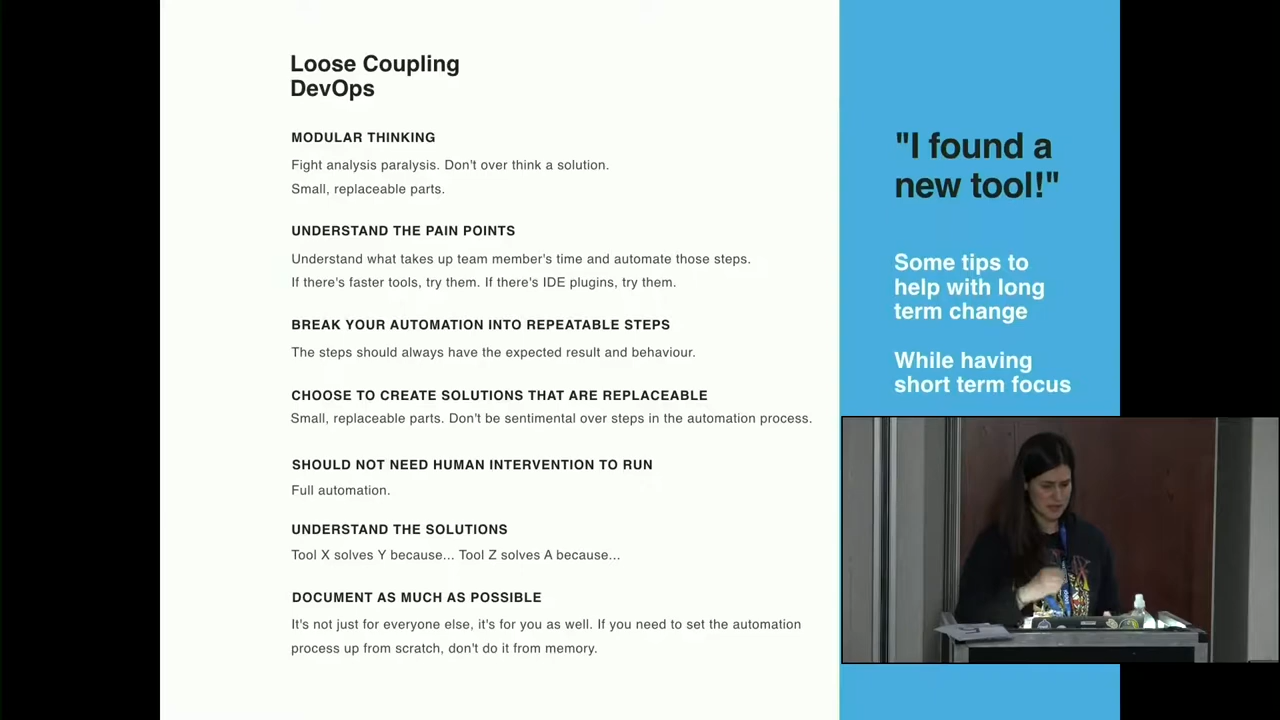 Loose Coupling
DevOps
MODULAR THINKING
Fight analysis paralysis. Don't over think a solution.
Small, replaceable parts.
UNDERSTAND THE PAIN POINTS
Understand what takes up team member's time and automate those steps.
If there's faster tools, try them. If there's IDE plugins, try them.
BREAK YOUR AUTOMATION INTO REPEATABLE STEPS
The steps should always have the expected result and behaviour.
CHOOSE TO CREATE SOLUTIONS THAT ARE REPLACEABLE
Small, replaceable parts. Don't be sentimental over steps in the automation process.
SHOULD NOT NEED HUMAN INTERVENTION TO RUN
Full automation.
UNDERSTAND THE SOLUTIONS
Tool X solves Y because... Tool Z solves A because...
DOCUMENT AS MUCH AS POSSIBLE
It's not just for everyone else, it's for you as well. If you need to set the automation
process up from scratch, don't do it from memory.
"I found a
new tool!"
Some tips to
help with long
term change
While having
short term focus